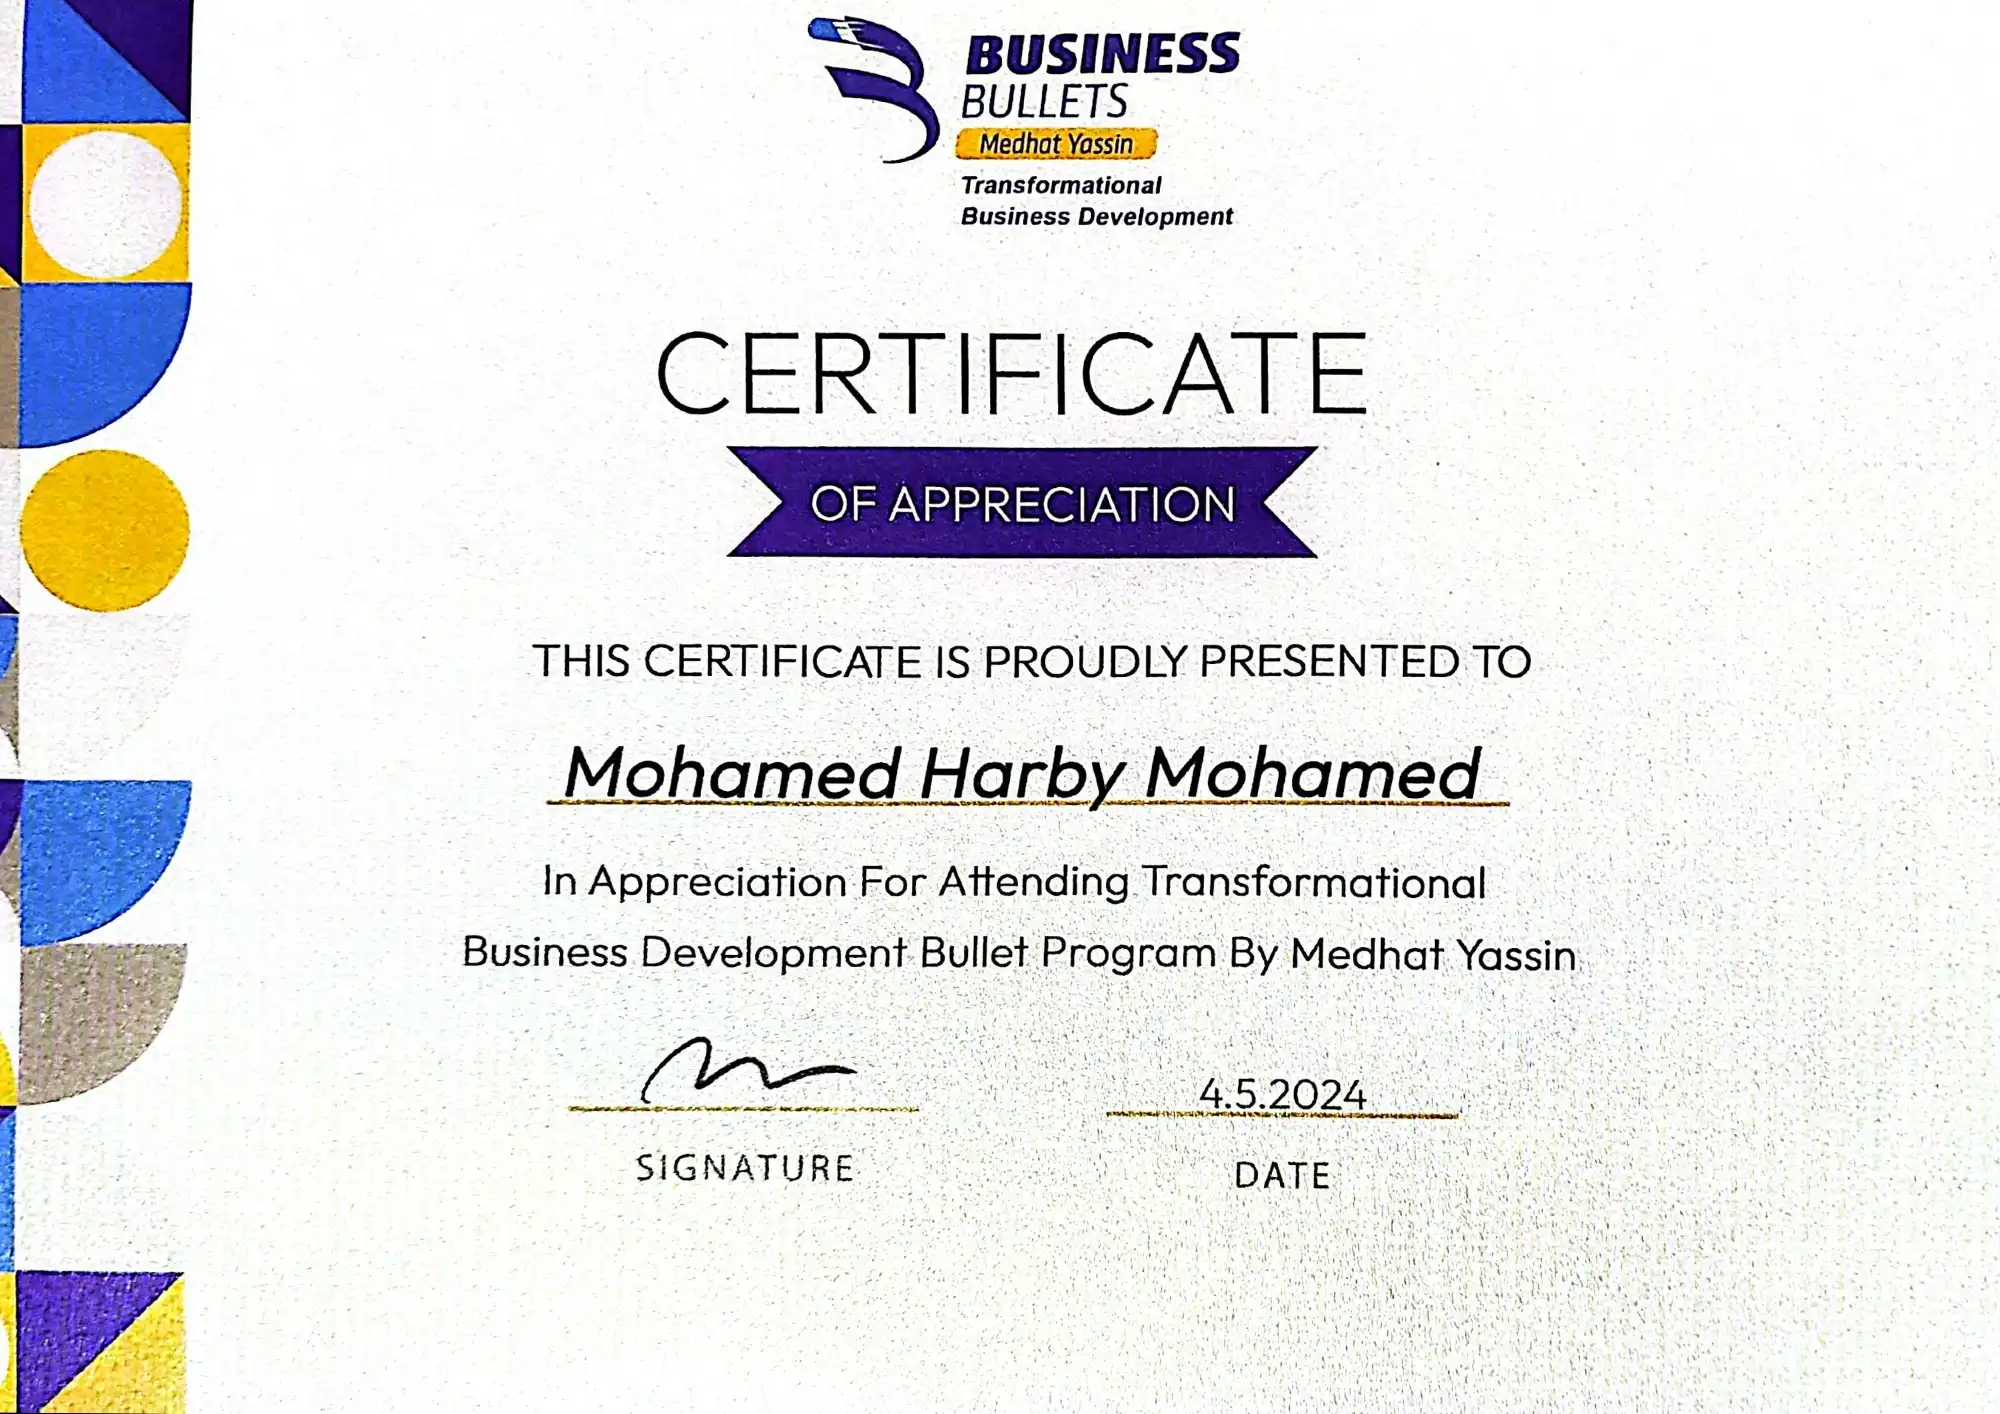 BUSINESS
BULLETS
Medhat Yassin
Transformational
Business Development
CERTIFICATE
OF APPRECIATION
THIS CERTIFICATE IS PROUDLY PRESENTED TO
Mohamed Harby Mohamed
In Appreciation For Attending Transformational
Business Development Bullet Program By Medhat Yassin
4.5.2024
SIGNATURE
DATE